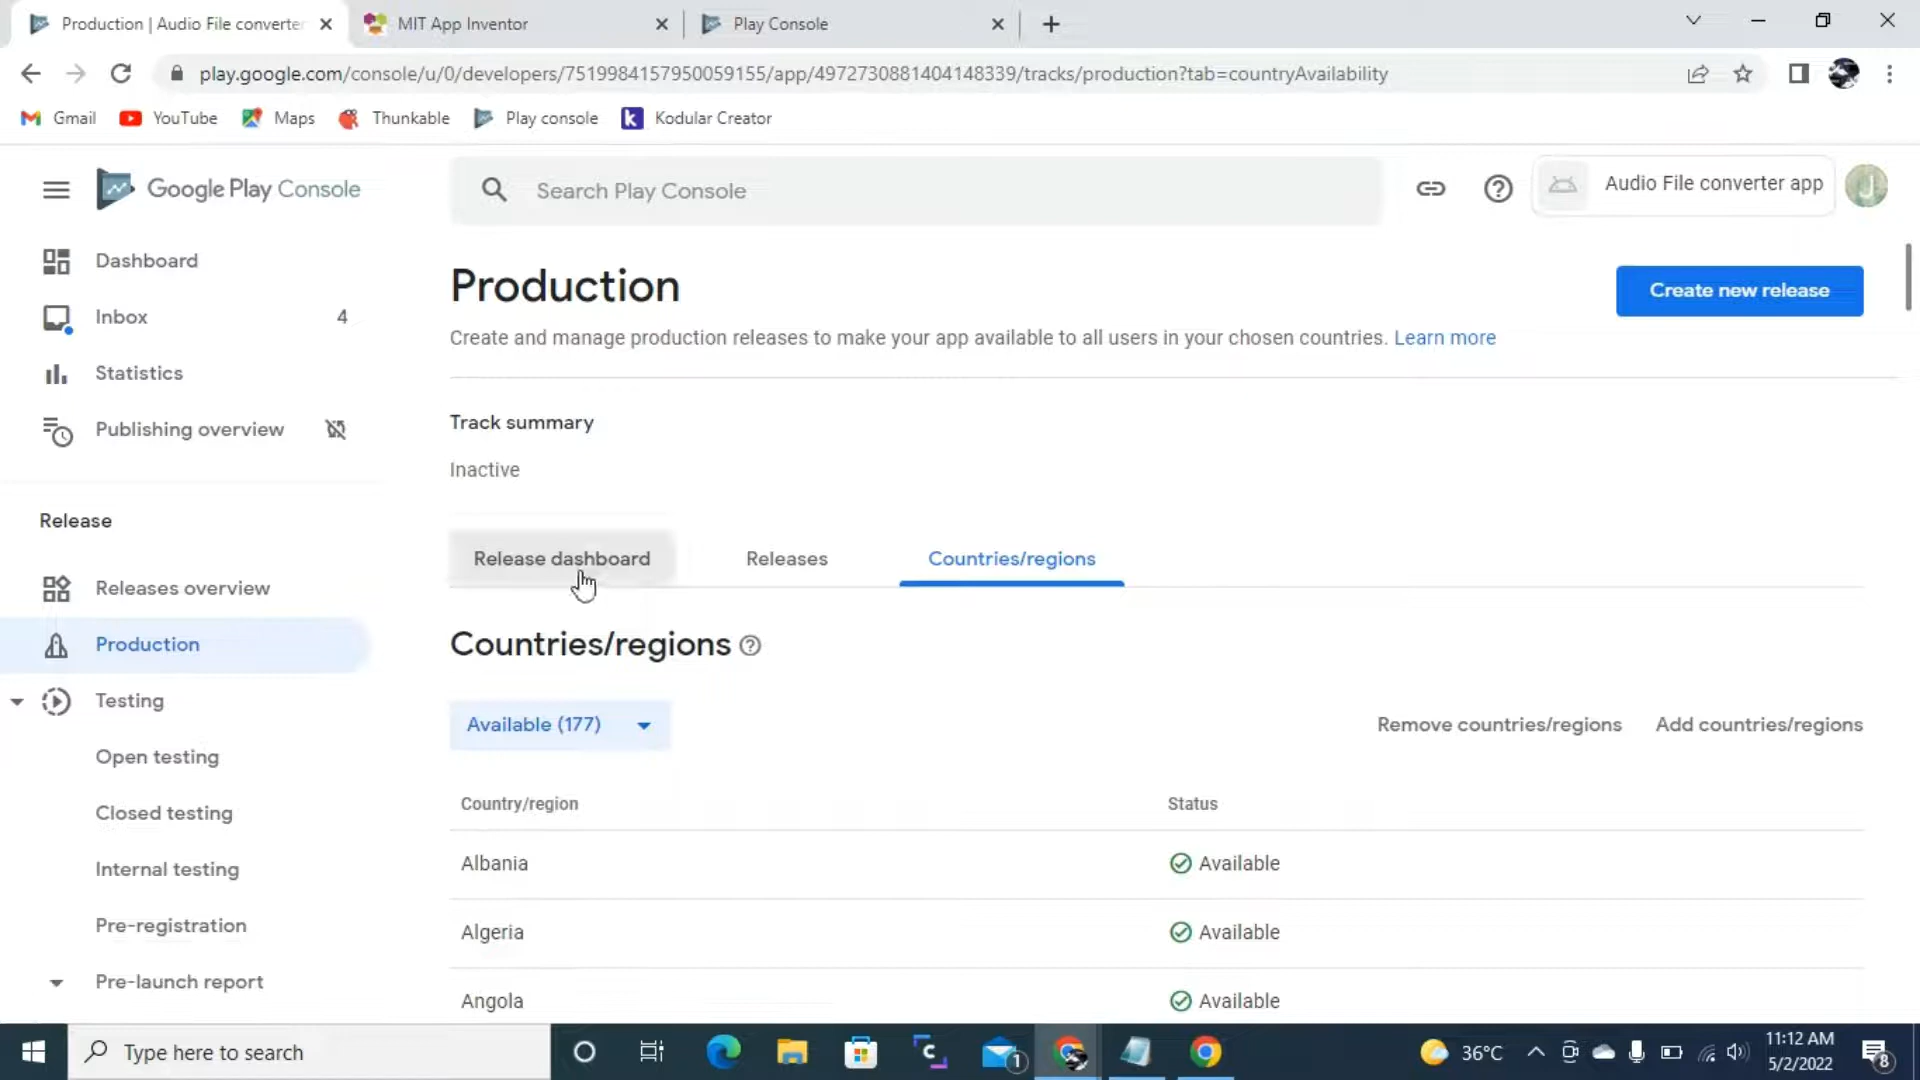 Production | Audio File converter
MIT App Inventor
Play Console
play.google.com/console/u/0/developers/7519984157950059155/app/4972730881404148339/tracks/production?tab=countryAvailability
Gmail
YouTube
Maps
Thunkable
Play console
Kodular Creator
Google Play Console
Search Play Console
Audio File converter app
J
Dashboard
Inbox 4
Statistics
Publishing overview
Release
Releases overview
Production
Testing
Open testing
Closed testing
Internal testing
Pre-registration
Pre-launch report
Production
Create new release
Create and manage production releases to make your app available to all users in your chosen countries. Learn more
Track summary
Inactive
Release dashboard
Releases
Countries/regions
Countries/regions
Available (177)
Remove countries/regions
Add countries/regions
Country/region Status
Albania Available
Algeria Available
Angola Available
Type here to search
1
36°C
11:12 AM
5/2/2022
8